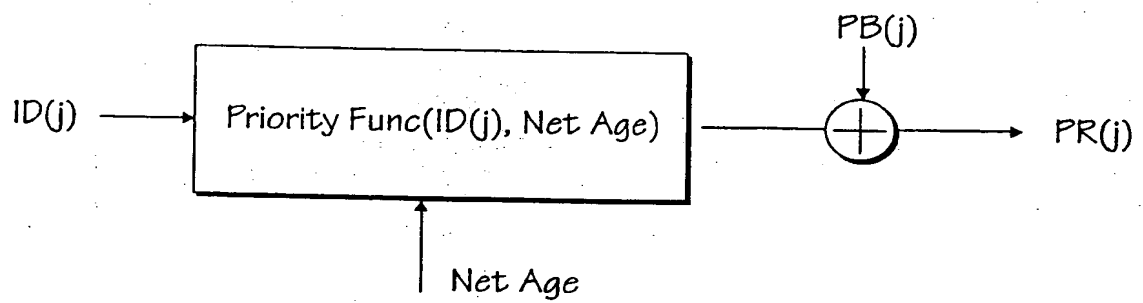 PB(j)
ID(j)
Priority Func(ID(j), Net Age)
PR(j)
Net Age